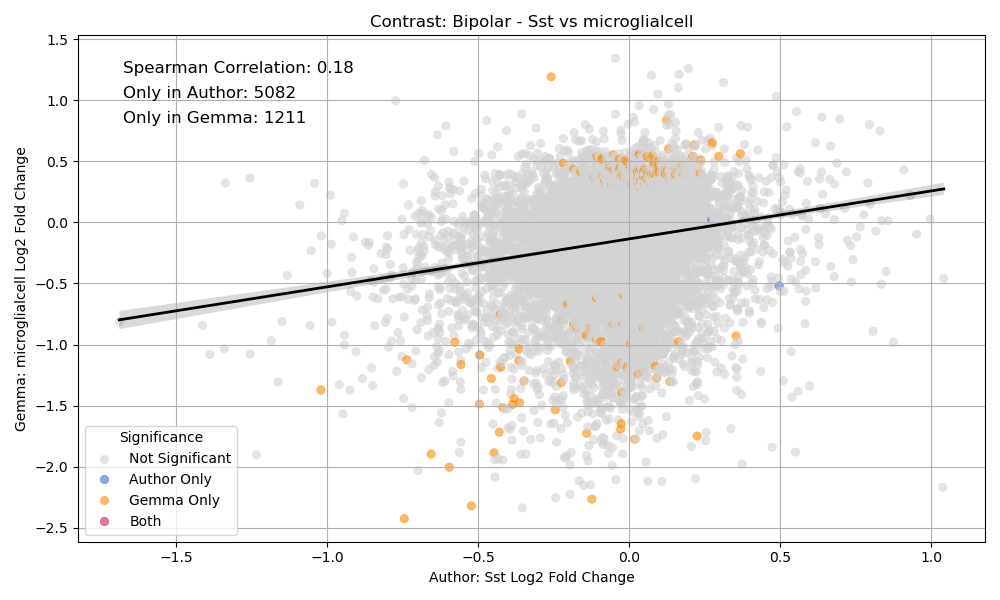 Contrast: Bipolar - Sst vs microglialcell
Spearman Correlation: 0.18
Only in Author: 5082
Only in Gemma: 1211
Gemma: microglialcell Log2 Fold Change
1.5
1.0
0.5
0.0
−0.5
−1.0
−1.5
−2.0
−2.5
Significance
Not Significant
Author Only
Gemma Only
Both
−1.5
−1.0
−0.5
0.0
0.5
1.0
Author: Sst Log2 Fold Change